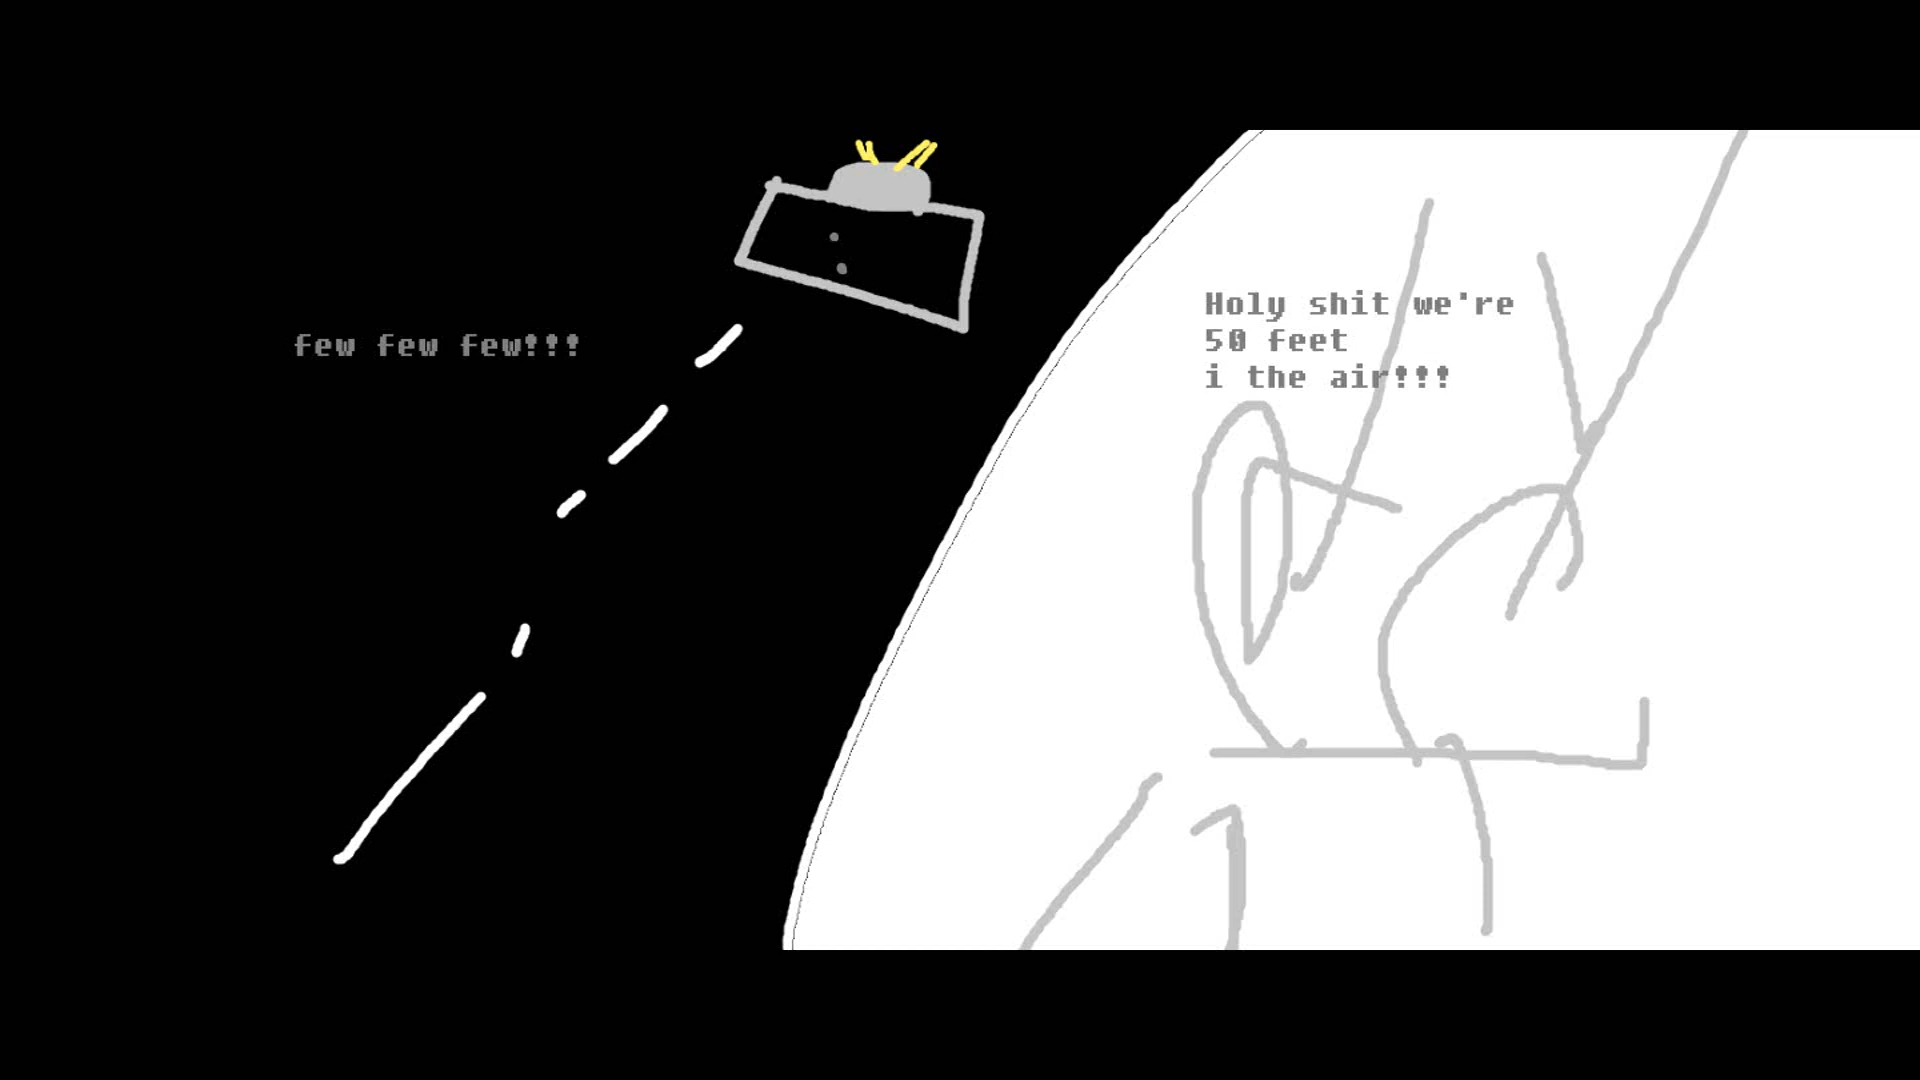 few few few!!!
Holy shit we're
50 feet
i the air!!!